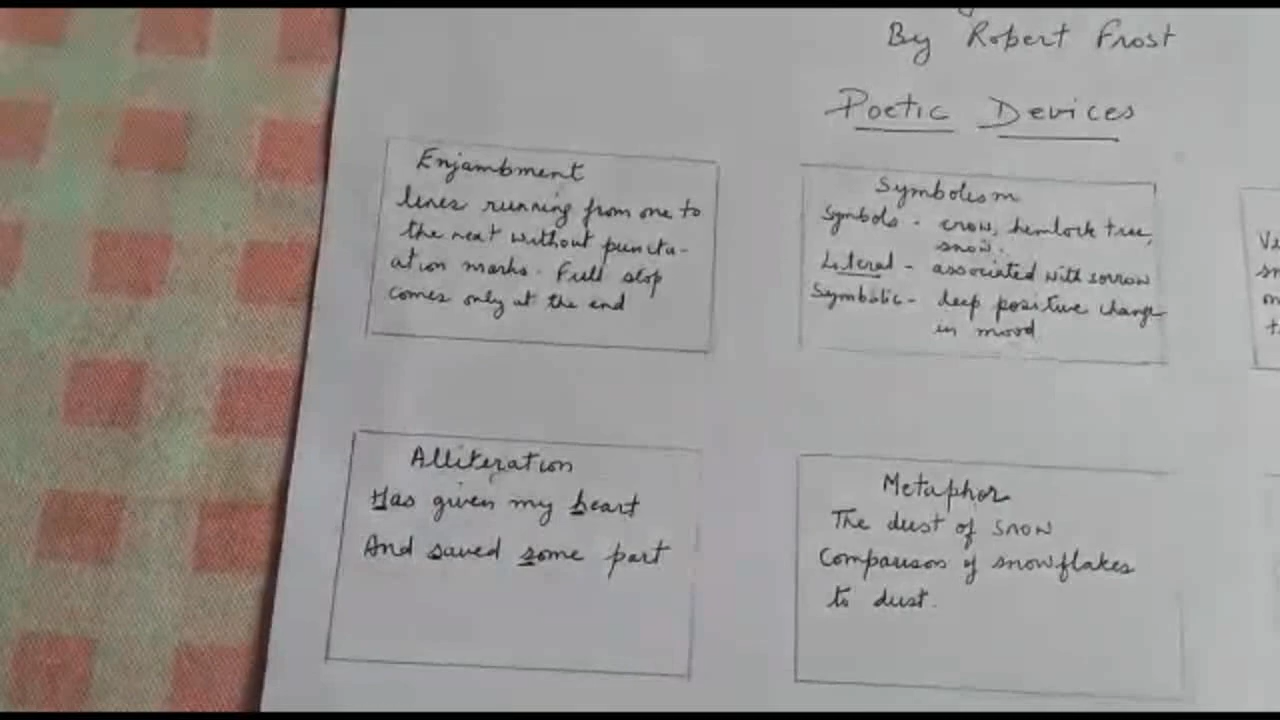 By Robert Frost
Poetic Devices
Enjambment
lines running from one to
the next without punctu-
ation marks. Full stop
comes only at the end
Symbolism
Symbols - crow, hemlock tree,
snow.
Literal - associated with sorrow
Symbolic - deep positive change
in mood
Alliteration
Has given my heart
And saved some part
Metaphor
The dust of snow
Comparison of snowflakes
to dust.